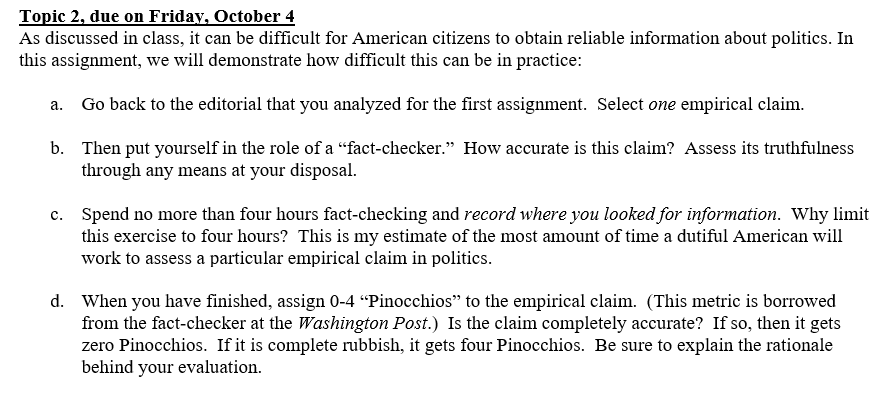 Topic 2, due on Friday, October 4
As discussed in class, it can be difficult for American citizens to obtain reliable information about politics. In
this assignment, we will demonstrate how difficult this can be in practice:
a. Go back to the editorial that you analyzed for the first assignment. Select one empirical claim.
b. Then put yourself in the role of a “fact-checker.” How accurate is this claim? Assess its truthfulness
through any means at your disposal.
c. Spend no more than four hours fact-checking and record where you looked for information. Why limit
this exercise to four hours? This is my estimate of the most amount of time a dutiful American will
work to assess a particular empirical claim in politics.
d. When you have finished, assign 0-4 “Pinocchios” to the empirical claim. (This metric is borrowed
from the fact-checker at the Washington Post.) Is the claim completely accurate? If so, then it gets
zero Pinocchios. If it is complete rubbish, it gets four Pinocchios. Be sure to explain the rationale
behind your evaluation.